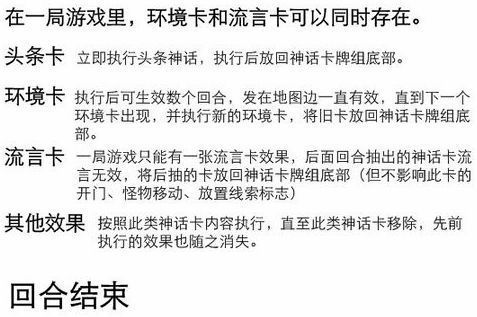 在一局游戏里，环境卡和流言卡可以同时存在。
头条卡 立即执行头条神话，执行后放回神话卡牌组底部。
环境卡 执行后可生效数个回合，发在地图边一直有效，直到下一个
环境卡出现，并执行新的环境卡，将旧卡放回神话卡牌组底
部。
流言卡 一局游戏只能有一张流言卡效果，后面回合抽出的神话卡流
言无效，将后抽的卡放回神话卡牌组底部（但不影响此卡的
开门、怪物移动、放置线索标志）
其他效果 按照此类神话卡内容执行，直至此类神话卡移除，先前
执行的效果也随之消失。
回合结束